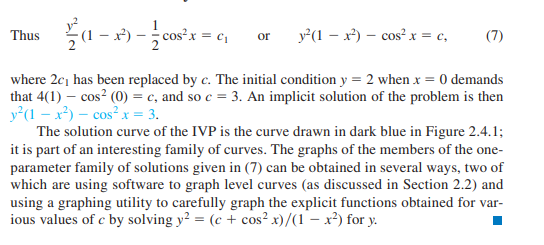 Thus y²/2 (1 − x²) − 1/2 cos² x = c₁ or y²(1 − x²) − cos² x = c, (7)
where 2c₁ has been replaced by c. The initial condition y = 2 when x = 0 demands
that 4(1) − cos² (0) = c, and so c = 3. An implicit solution of the problem is then
y²(1 − x²) − cos² x = 3.
The solution curve of the IVP is the curve drawn in dark blue in Figure 2.4.1;
it is part of an interesting family of curves. The graphs of the members of the one-
parameter family of solutions given in (7) can be obtained in several ways, two of
which are using software to graph level curves (as discussed in Section 2.2) and
using a graphing utility to carefully graph the explicit functions obtained for var-
ious values of c by solving y² = (c + cos² x)/(1 − x²) for y.